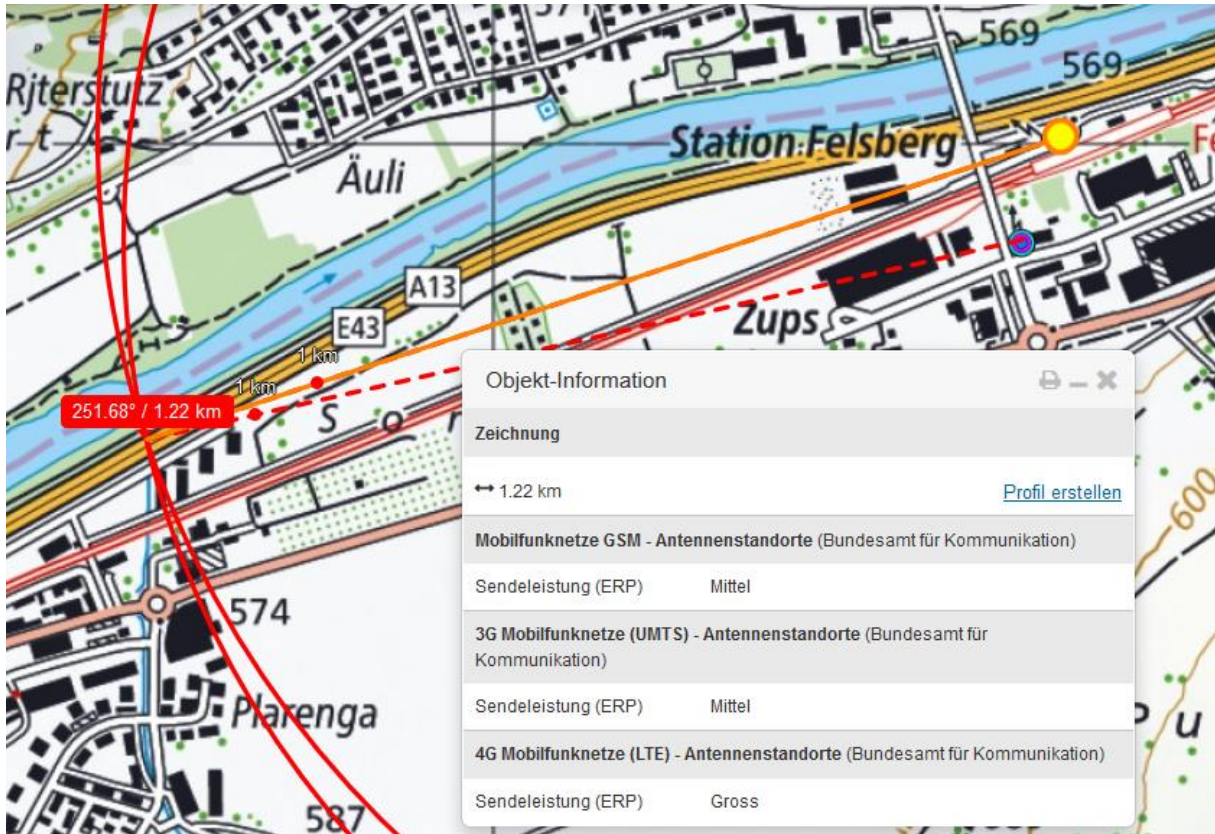 569
569
Rjterstutz
r-t
Station Felsberg
Fe
Äuli
A13
E43
Zups
1 km
1 km
251.68° / 1.22 km
S o r
574
Plarenga
587
600
P u
Objekt-Information
Zeichnung
↔ 1.22 km
Profil erstellen
Mobilfunknetze GSM - Antennenstandorte (Bundesamt für Kommunikation)
Sendeleistung (ERP) Mittel
3G Mobilfunknetze (UMTS) - Antennenstandorte (Bundesamt für
Kommunikation)
Sendeleistung (ERP) Mittel
4G Mobilfunknetze (LTE) - Antennenstandorte (Bundesamt für Kommunikation)
Sendeleistung (ERP) Gross